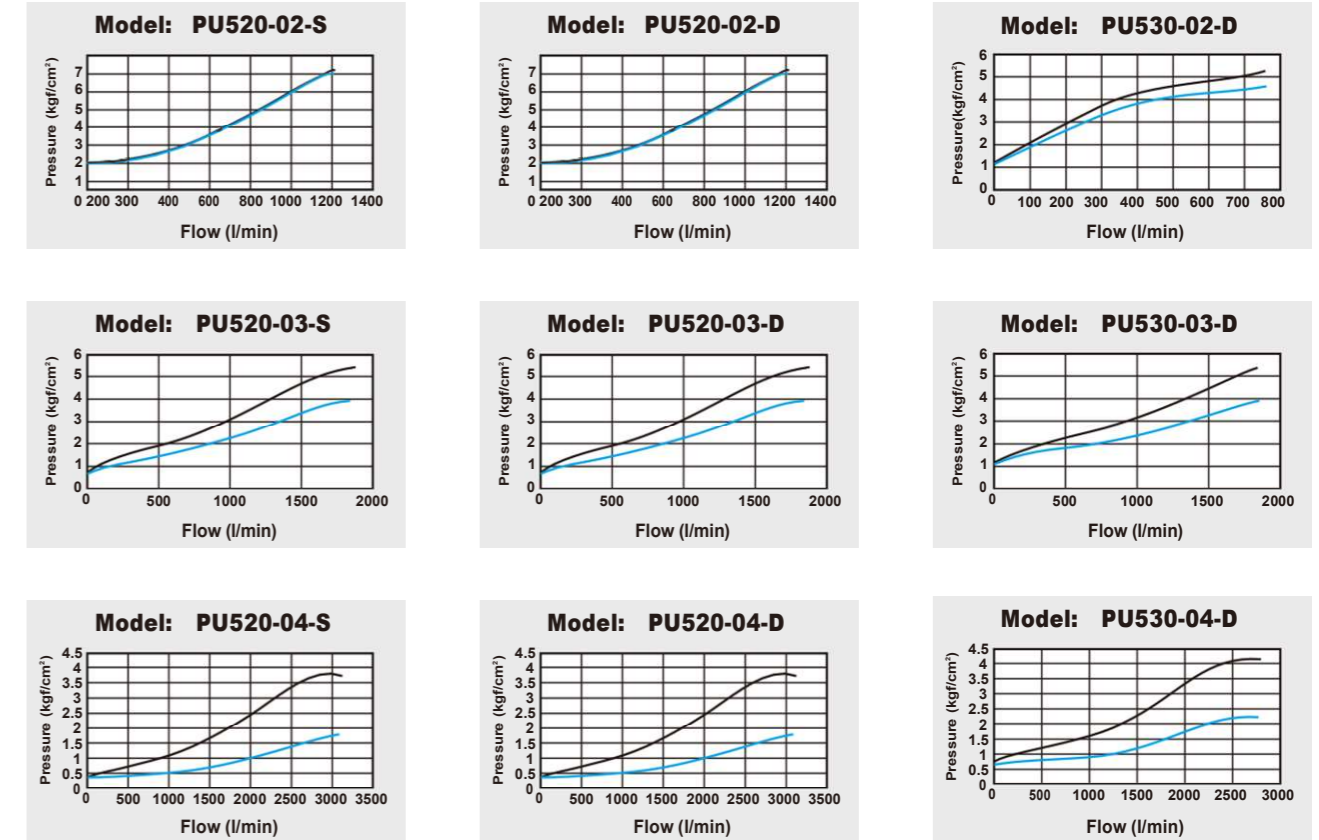 Model: PU520-02-S
Pressure (kgf/cm²)
7
6
5
4
3
2
1
0 200 300 400 600 800 1000 1200 1400
Flow (l/min)
Model: PU520-02-D
Pressure (kgf/cm²)
7
6
5
4
3
2
1
0 200 300 400 600 800 1000 1200 1400
Flow (l/min)
Model: PU530-02-D
Pressure(kgf/cm²)
6
5
4
3
2
1
0
0 100 200 300 400 500 600 700 800
Flow (l/min)
Model: PU520-03-S
Pressure (kgf/cm²)
6
5
4
3
2
1
0
0 500 1000 1500 2000
Flow (l/min)
Model: PU520-03-D
Pressure (kgf/cm²)
6
5
4
3
2
1
0
0 500 1000 1500 2000
Flow (l/min)
Model: PU530-03-D
Pressure (kgf/cm²)
6
5
4
3
2
1
0
0 500 1000 1500 2000
Flow (l/min)
Model: PU520-04-S
Pressure (kgf/cm²)
4.5
4
3.5
3
2.5
2
1.5
1
0.5
0
0 500 1000 1500 2000 2500 3000 3500
Flow (l/min)
Model: PU520-04-D
Pressure (kgf/cm²)
4.5
4
3.5
3
2.5
2
1.5
1
0.5
0
0 500 1000 1500 2000 2500 3000 3500
Flow (l/min)
Model: PU530-04-D
Pressure (kgf/cm²)
4.5
4
3.5
3
2.5
2
1.5
1
0.5
0
0 500 1000 1500 2000 2500 3000
Flow (l/min)